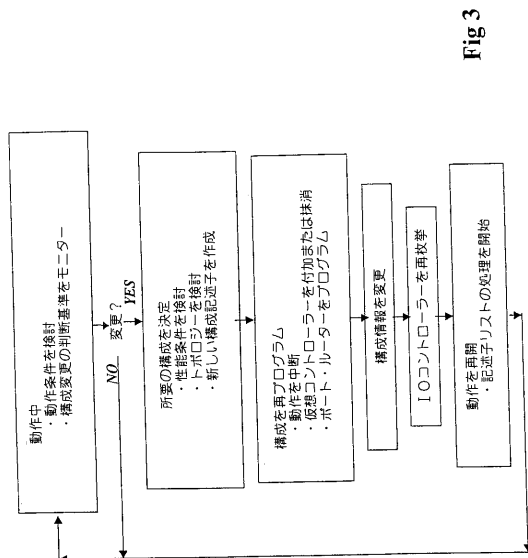 動作中
・動作条件を検討
・構成変更の判断基準をモニター
変更？
NO
YES
所要の構成を決定
・性能条件を検討
・トポロジーを検討
・新しい構成記述子を作成
構成を再プログラム
・動作を中断
・仮想コントローラーを付加または抹消
・ポート・ルーターをプログラム
構成情報を変更
IOコントローラーを再枚挙
動作を再開
・記述子リストの処理を開始
Fig 3